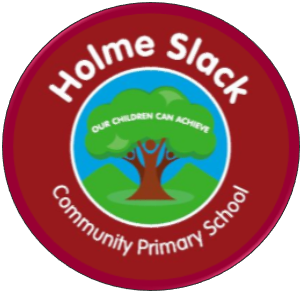 Holme Slack
OUR CHILDREN CAN ACHIEVE
Community Primary School